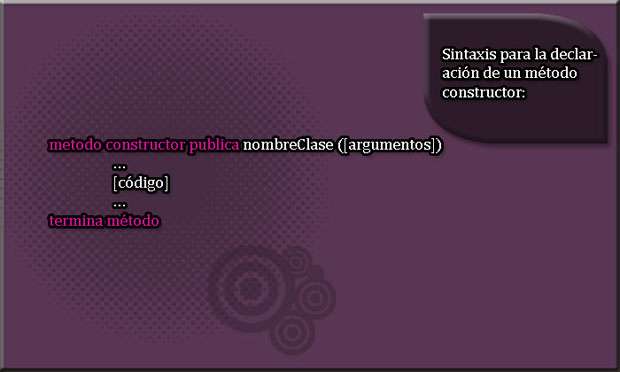 Sintaxis para la declar-
ación de un método
constructor:
metodo constructor publica nombreClase ([argumentos])
...
[código]
...
termina método